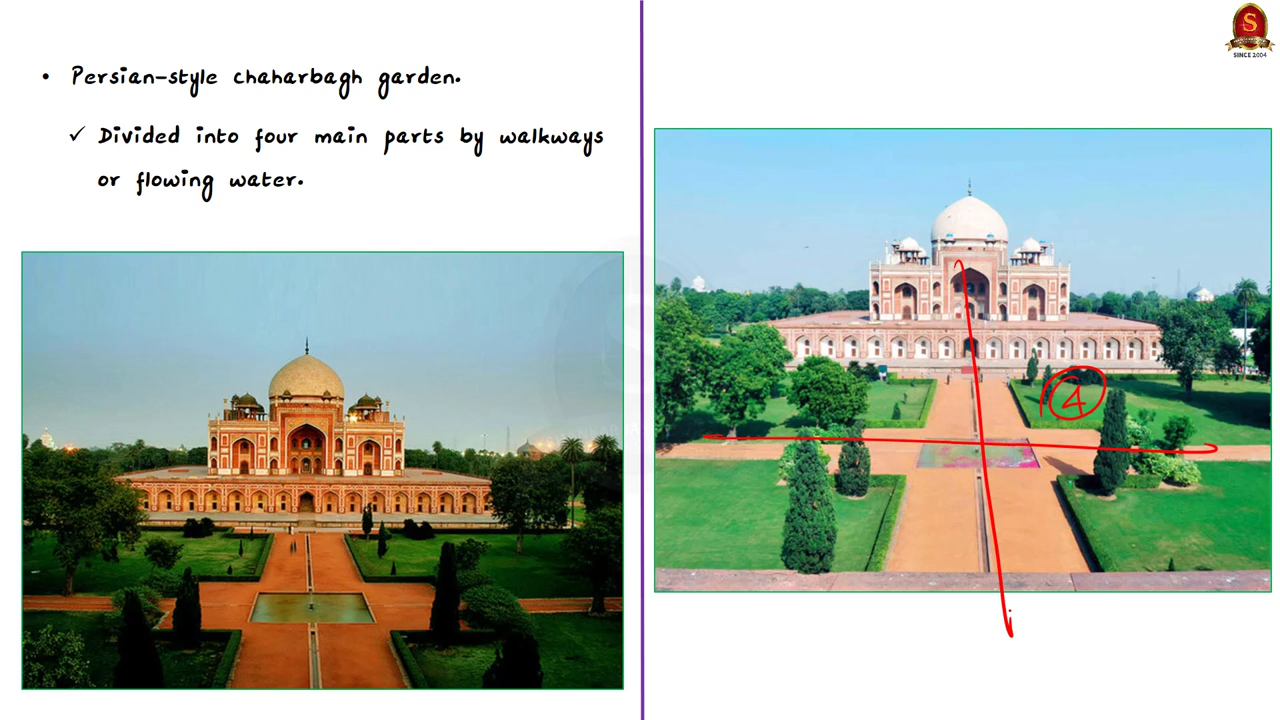 • Persian-style chaharbagh garden.
✓ Divided into four main parts by walkways
or flowing water.
S
SINCE 2004
4